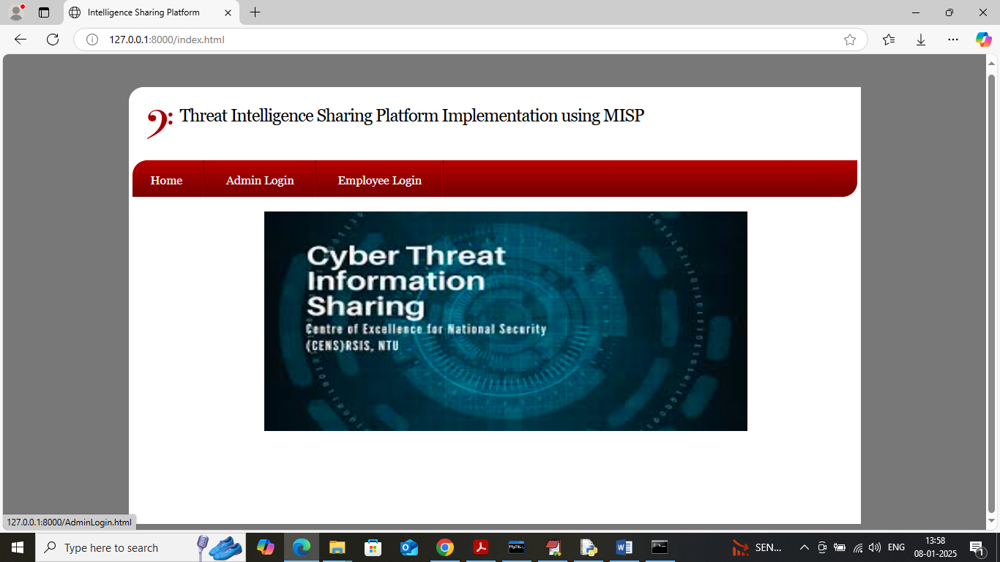 Intelligence Sharing Platform
127.0.0.1:8000/index.html
Threat Intelligence Sharing Platform Implementation using MISP
Home
Admin Login
Employee Login
Cyber Threat
Information
Sharing
Centre of Excellence for National Security
(CENS)RSIS, NTU
127.0.0.1:8000/AdminLogin.html
Type here to search
SEN...
ENG
13:58
08-01-2025
1